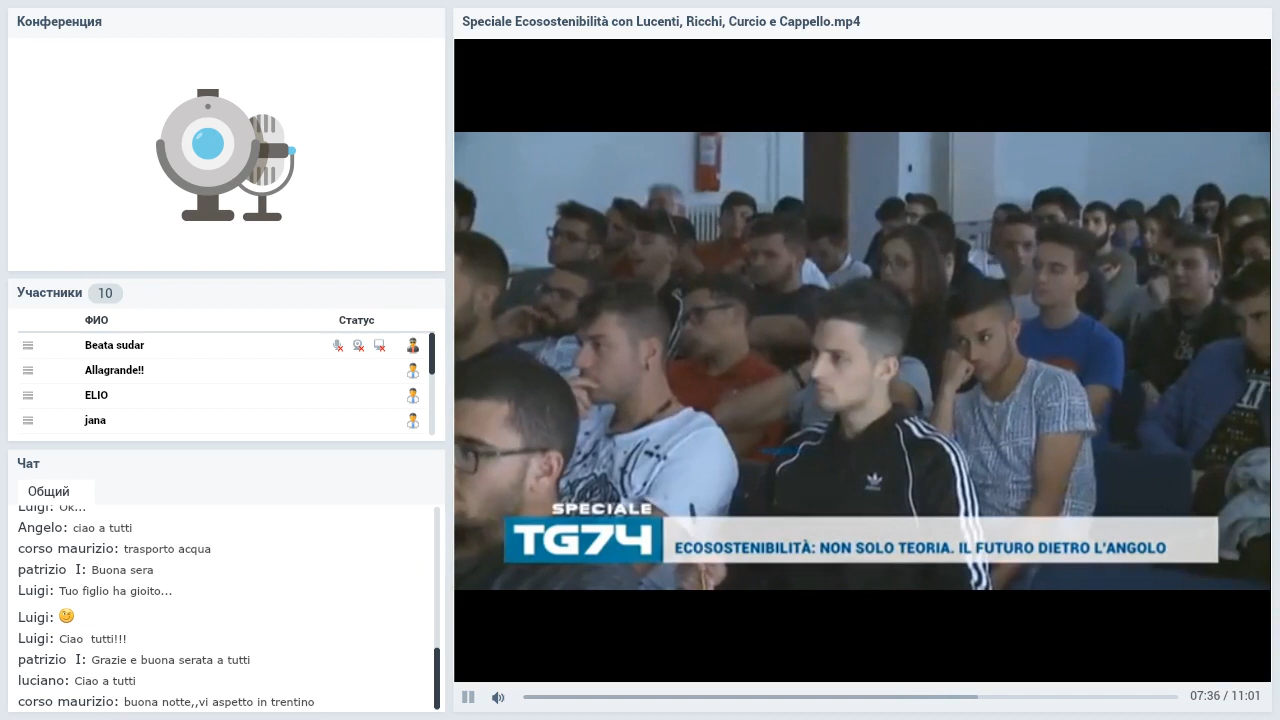 Конференция
Участники 10
ФИО Статус
Beata sudar
Allagrande!!
ELIO
jana
Чат
Общий
Luigi: Ok...
Angelo: ciao a tutti
corso maurizio: trasporto acqua
patrizio I: Buona sera
Luigi: Tuo figlio ha gioito...
Luigi:
Luigi: Ciao tutti!!!
patrizio I: Grazie e buona serata a tutti
luciano: Ciao a tutti
corso maurizio: buona notte,,vi aspetto in trentino
Speciale Ecosostenibilità con Lucenti, Ricchi, Curcio e Cappello.mp4
SPECIALE
TG74
ECOSOSTENIBILITÀ: NON SOLO TEORIA. IL FUTURO DIETRO L'ANGOLO
07:36 / 11:01